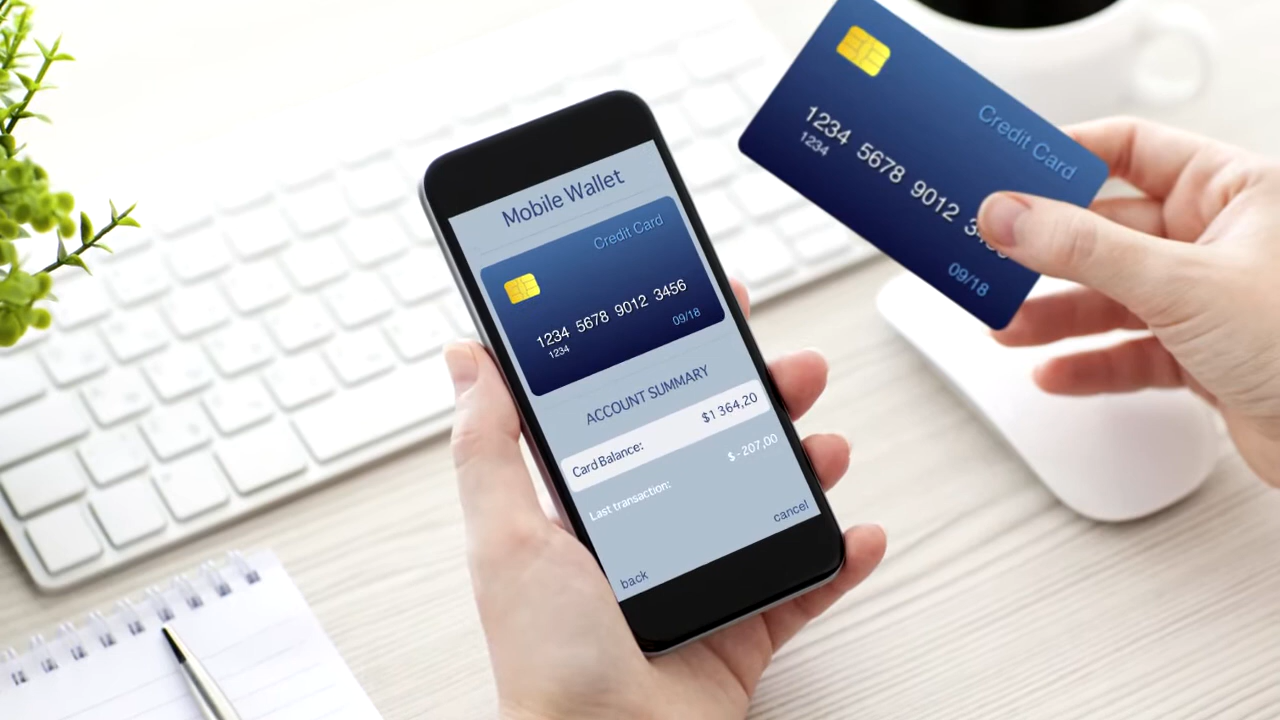 Mobile Wallet
Credit Card
1234 5678 9012 3456
1234
09/18
ACCOUNT SUMMARY
Card Balance: $1 364,20
Last transaction: $-207,00
back cancel
Credit Card
1234 5678 9012
1234
09/18